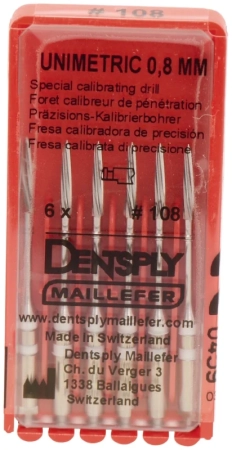 # 108
UNIMETRIC 0,8 MM
Special calibrating drill
Foret calibreur de pénétration
Präzisions-Kalibrierbohrer
Fresa calibradora de precisión
Fresa calibrata di precisione
6 x # 108
DENTSPLY
MAILLEFER
www.dentsplymaillefer.com
Made in Switzerland
Dentsply Maillefer
Ch. du Verger 3
1338 Ballaigues
Switzerland
0459